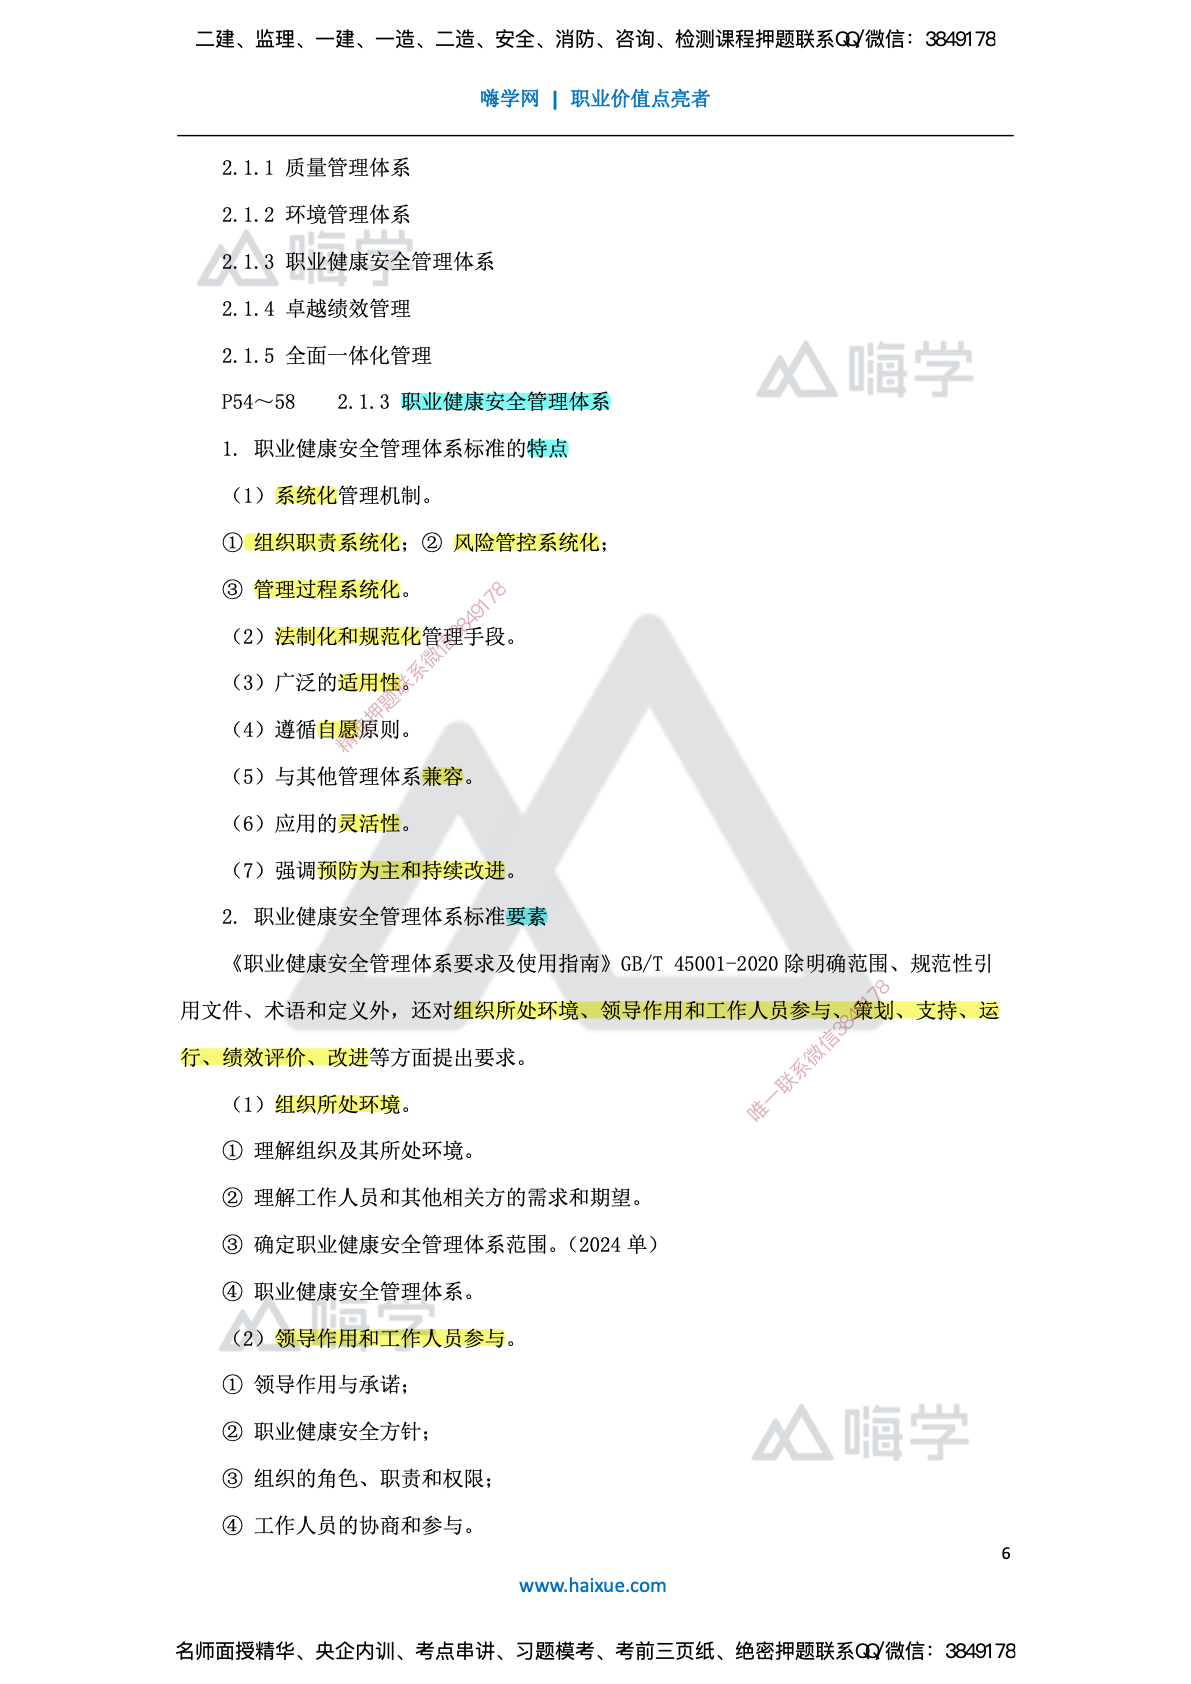 二建、监理、一建、一造、二造、安全、消防、咨询、检测课程押题联系QQ/微信：3849178
嗨学网 | 职业价值点亮者
2.1.1 质量管理体系
2.1.2 环境管理体系
嗨学
2.1.3 职业健康安全管理体系
2.1.4 卓越绩效管理
2.1.5 全面一体化管理
嗨学
P54～58 2.1.3 职业健康安全管理体系
1. 职业健康安全管理体系标准的特点
（1）系统化管理机制。
① 组织职责系统化；② 风险管控系统化；
③ 管理过程系统化。
（2）法制化和规范化管理手段。
（3）广泛的适用性。
（4）遵循自愿原则。
押题联系微信3849178
（5）与其他管理体系兼容。
（6）应用的灵活性。
（7）强调预防为主和持续改进。
2. 职业健康安全管理体系标准要素
《职业健康安全管理体系要求及使用指南》GB/T 45001-2020 除明确范围、规范性引
用文件、术语和定义外，还对组织所处环境、领导作用和工作人员参与、策划、支持、运
行、绩效评价、改进等方面提出要求。
唯一联系微信3849178
（1）组织所处环境。
① 理解组织及其所处环境。
② 理解工作人员和其他相关方的需求和期望。
③ 确定职业健康安全管理体系范围。（2024 单）
④ 职业健康安全管理体系。
嗨学
（2）领导作用和工作人员参与。
① 领导作用与承诺；
② 职业健康安全方针；
嗨学
③ 组织的角色、职责和权限；
④ 工作人员的协商和参与。
6
www.haixue.com
名师面授精华、央企内训、考点串讲、习题模考、考前三页纸、绝密押题联系QQ/微信：3849178